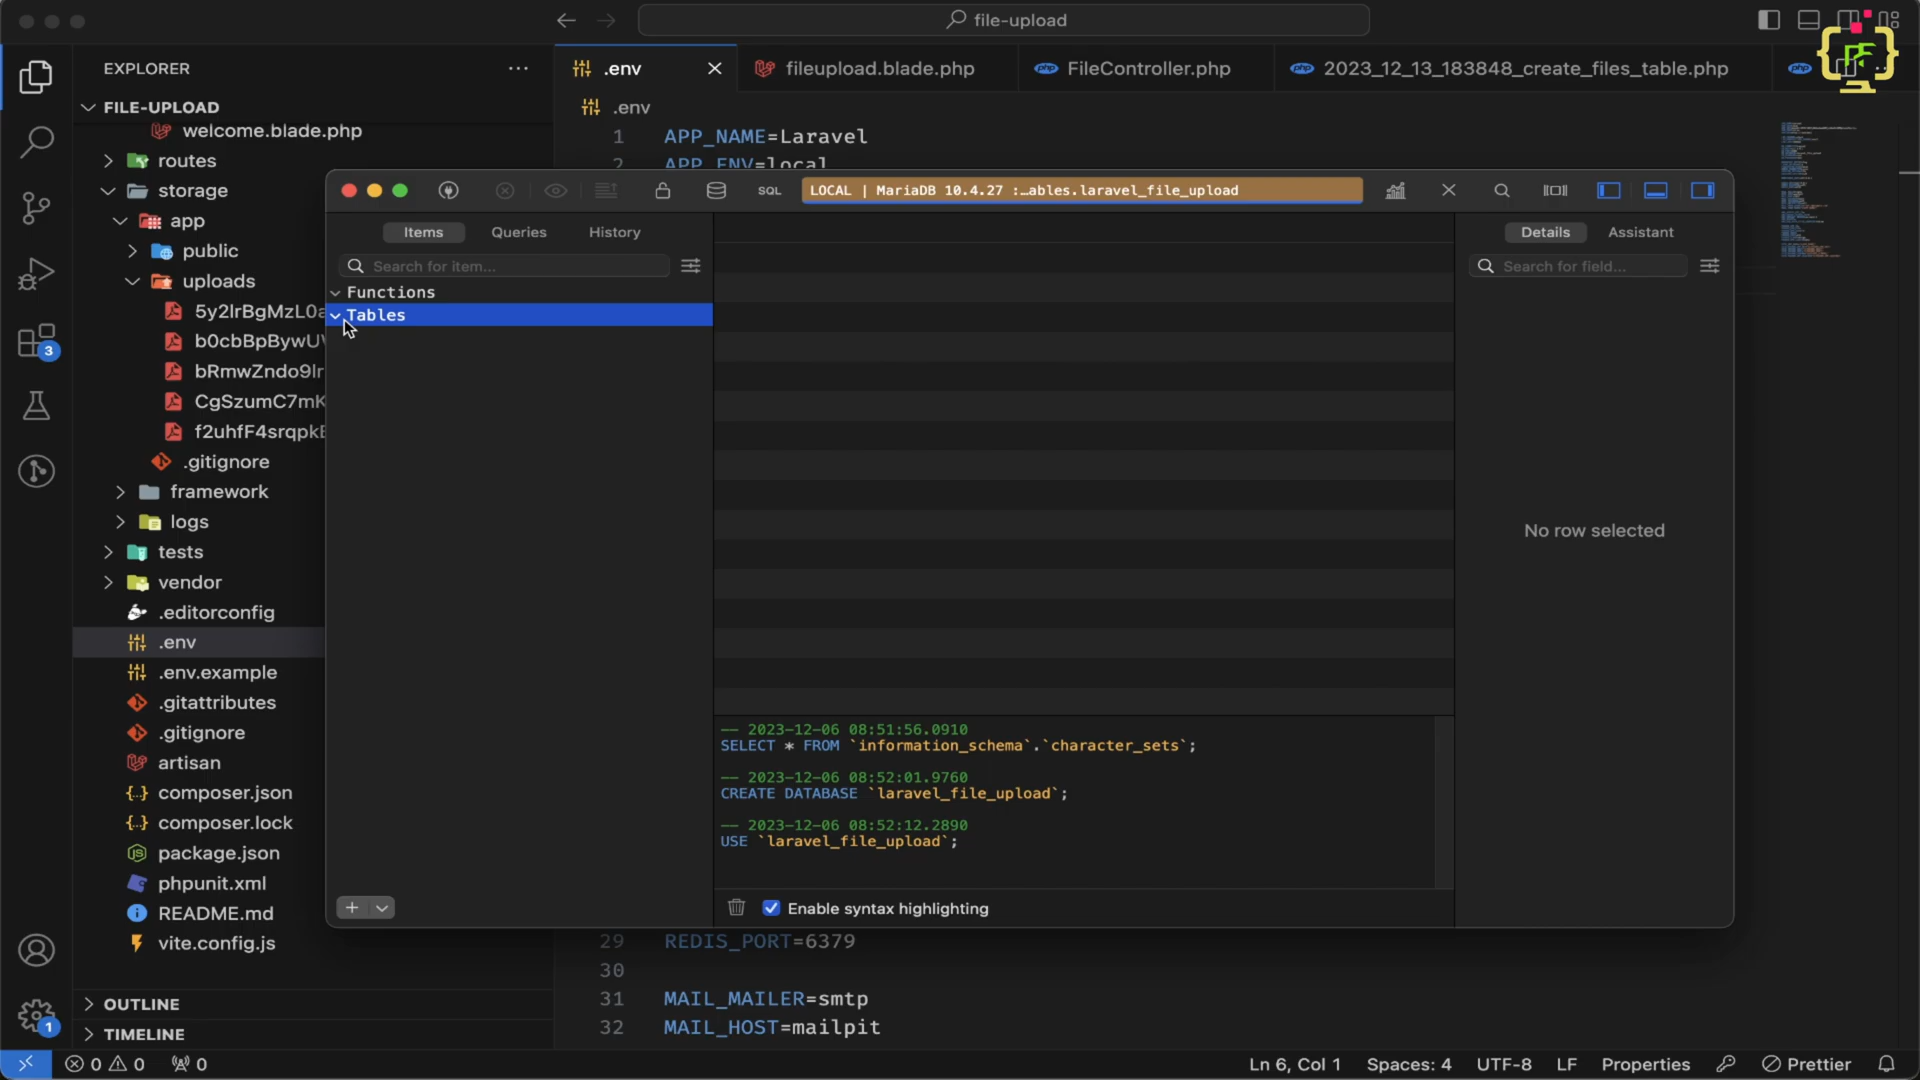 file-upload
EXPLORER
.env
fileupload.blade.php
FileController.php
2023_12_13_183848_create_files_table.php
FILE-UPLOAD
welcome.blade.php
routes
storage
app
public
uploads
5y2lrBgMzL0a
b0cbBpBywU
bRmwZndo9lr
CgSzumC7mK
f2uhfF4srqpk
.gitignore
framework
logs
tests
vendor
.editorconfig
.env
.env.example
.gitattributes
.gitignore
artisan
composer.json
composer.lock
package.json
phpunit.xml
README.md
vite.config.js
OUTLINE
TIMELINE
3
1
.env
1 APP_NAME=Laravel
2 APP_ENV=local
SQL
LOCAL | MariaDB 10.4.27 :…ables.laravel_file_upload
Items Queries History
Search for item...
Functions
Tables
Details Assistant
Search for field...
No row selected
-- 2023-12-06 08:51:56.0910
SELECT * FROM `information_schema`.`character_sets`;
-- 2023-12-06 08:52:01.9760
CREATE DATABASE `laravel_file_upload`;
-- 2023-12-06 08:52:12.2890
USE `laravel_file_upload`;
Enable syntax highlighting
29 REDIS_PORT=6379
30
31 MAIL_MAILER=smtp
32 MAIL_HOST=mailpit
0 0 0
Ln 6, Col 1 Spaces: 4 UTF-8 LF Properties Prettier